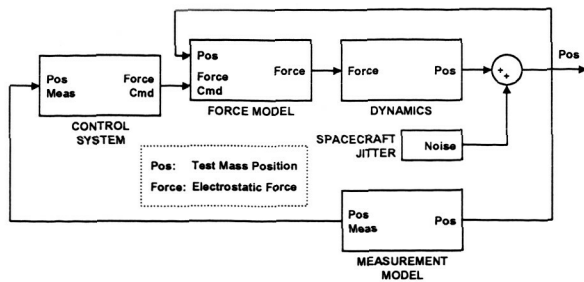 Pos
Force
Cmd
Force
FORCE MODEL
Pos
Meas
Force
Cmd
CONTROL
SYSTEM
Force
Pos
DYNAMICS
+
+
Pos
SPACECRAFT
JITTER
Noise
Pos: Test Mass Position
Force: Electrostatic Force
Pos
Meas
Pos
MEASUREMENT
MODEL